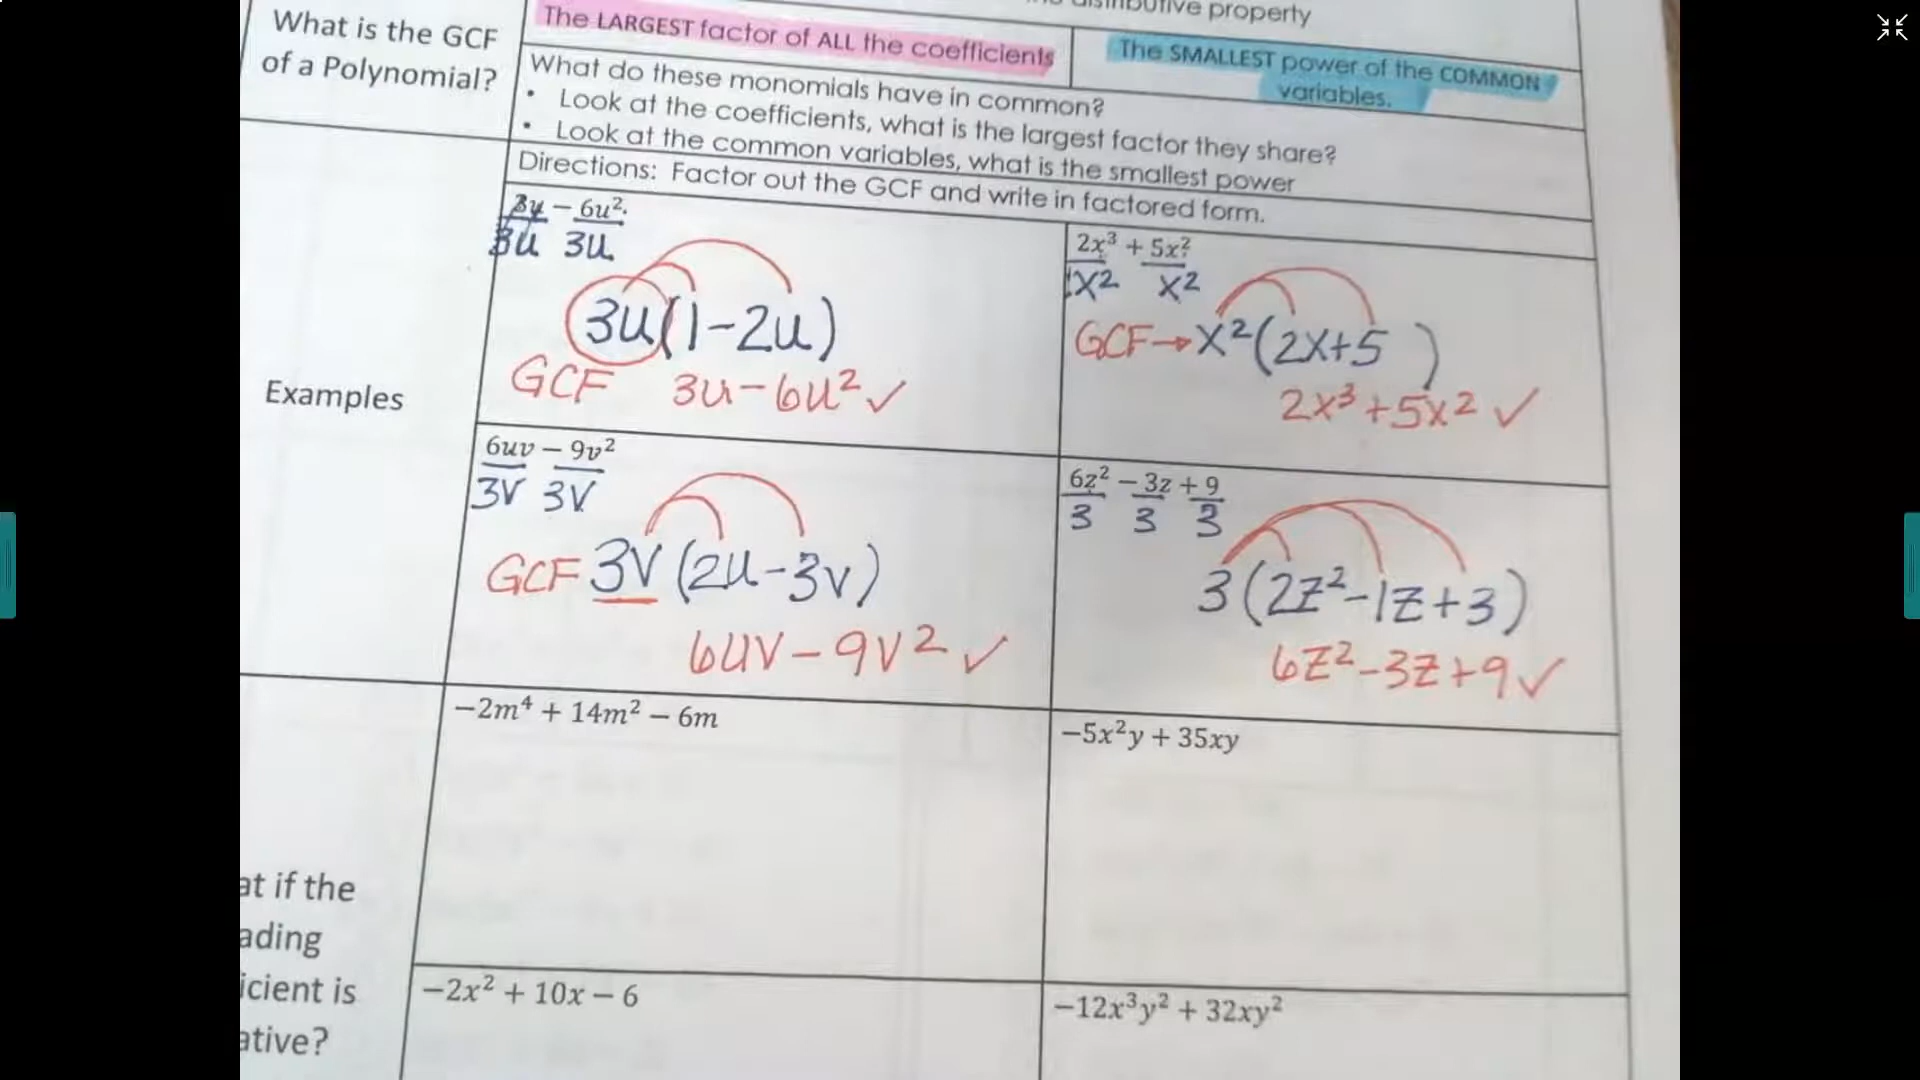 distributive property
What is the GCF
of a Polynomial?
The LARGEST factor of ALL the coefficients
The SMALLEST power of the COMMON
variables.
What do these monomials have in common?
• Look at the coefficients, what is the largest factor they share?
• Look at the common variables, what is the smallest power
Directions: Factor out the GCF and write in factored form.
Examples
3u − 6u².
3u 3u
3u(1-2u)
GCF 3u-6u² ✓
2x³ + 5x²
x² x²
GCF→x²(2x+5 )
2x³+5x² ✓
6uv − 9v²
3v 3v
GCF 3v (2u-3v)
6uv-9v² ✓
6z² − 3z + 9
3 3 3
3(2z²-1z+3)
6z²-3z+9 ✓
at if the
ading
icient is
ative?
−2m⁴ + 14m² − 6m
−5x²y + 35xy
−2x² + 10x − 6
−12x³y² + 32xy²